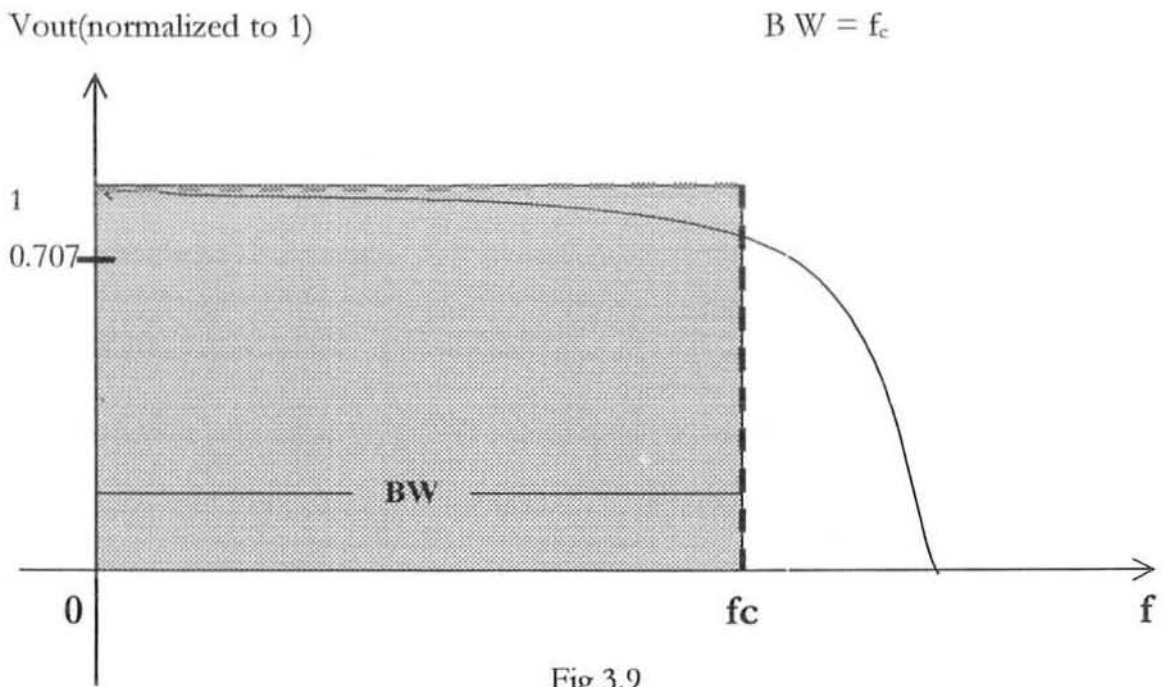 Vout(normalized to 1)
B W = fc
1
0.707
BW
0
fc
f
Fig 3.9